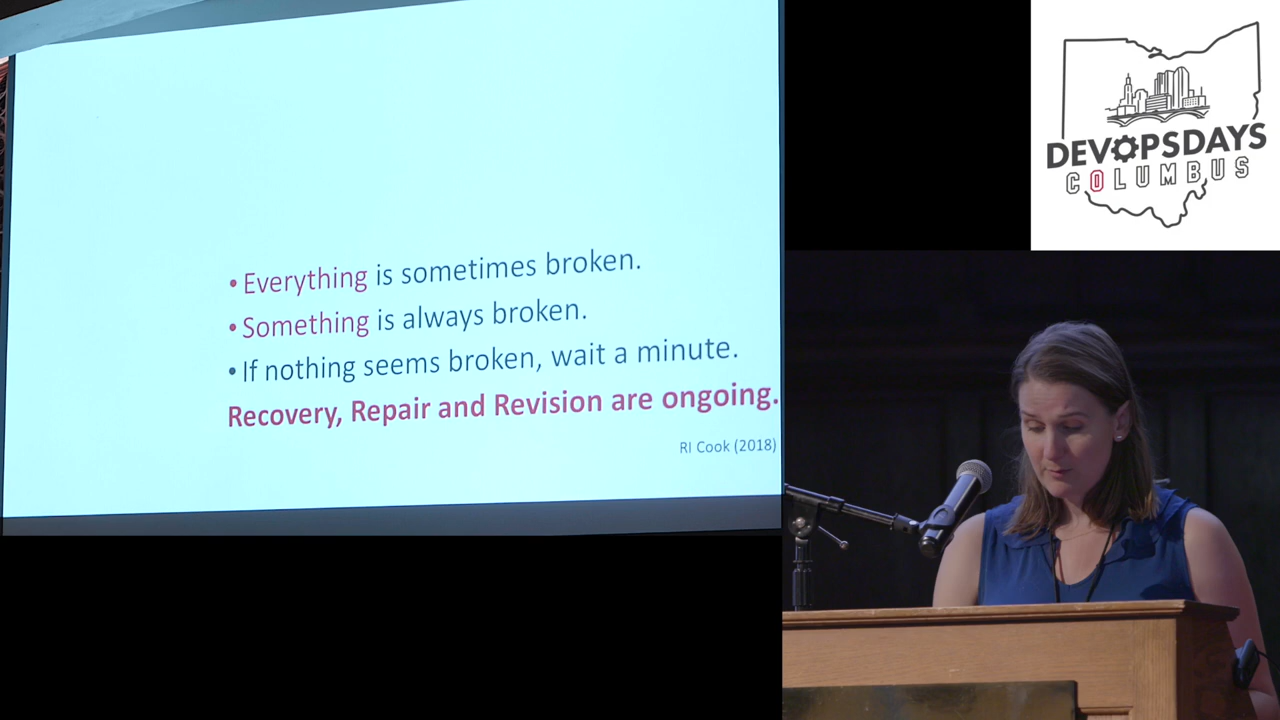 • Everything is sometimes broken.
• Something is always broken.
• If nothing seems broken, wait a minute.
Recovery, Repair and Revision are ongoing.
RI Cook (2018)
DEVOPSDAYS
COLUMBUS